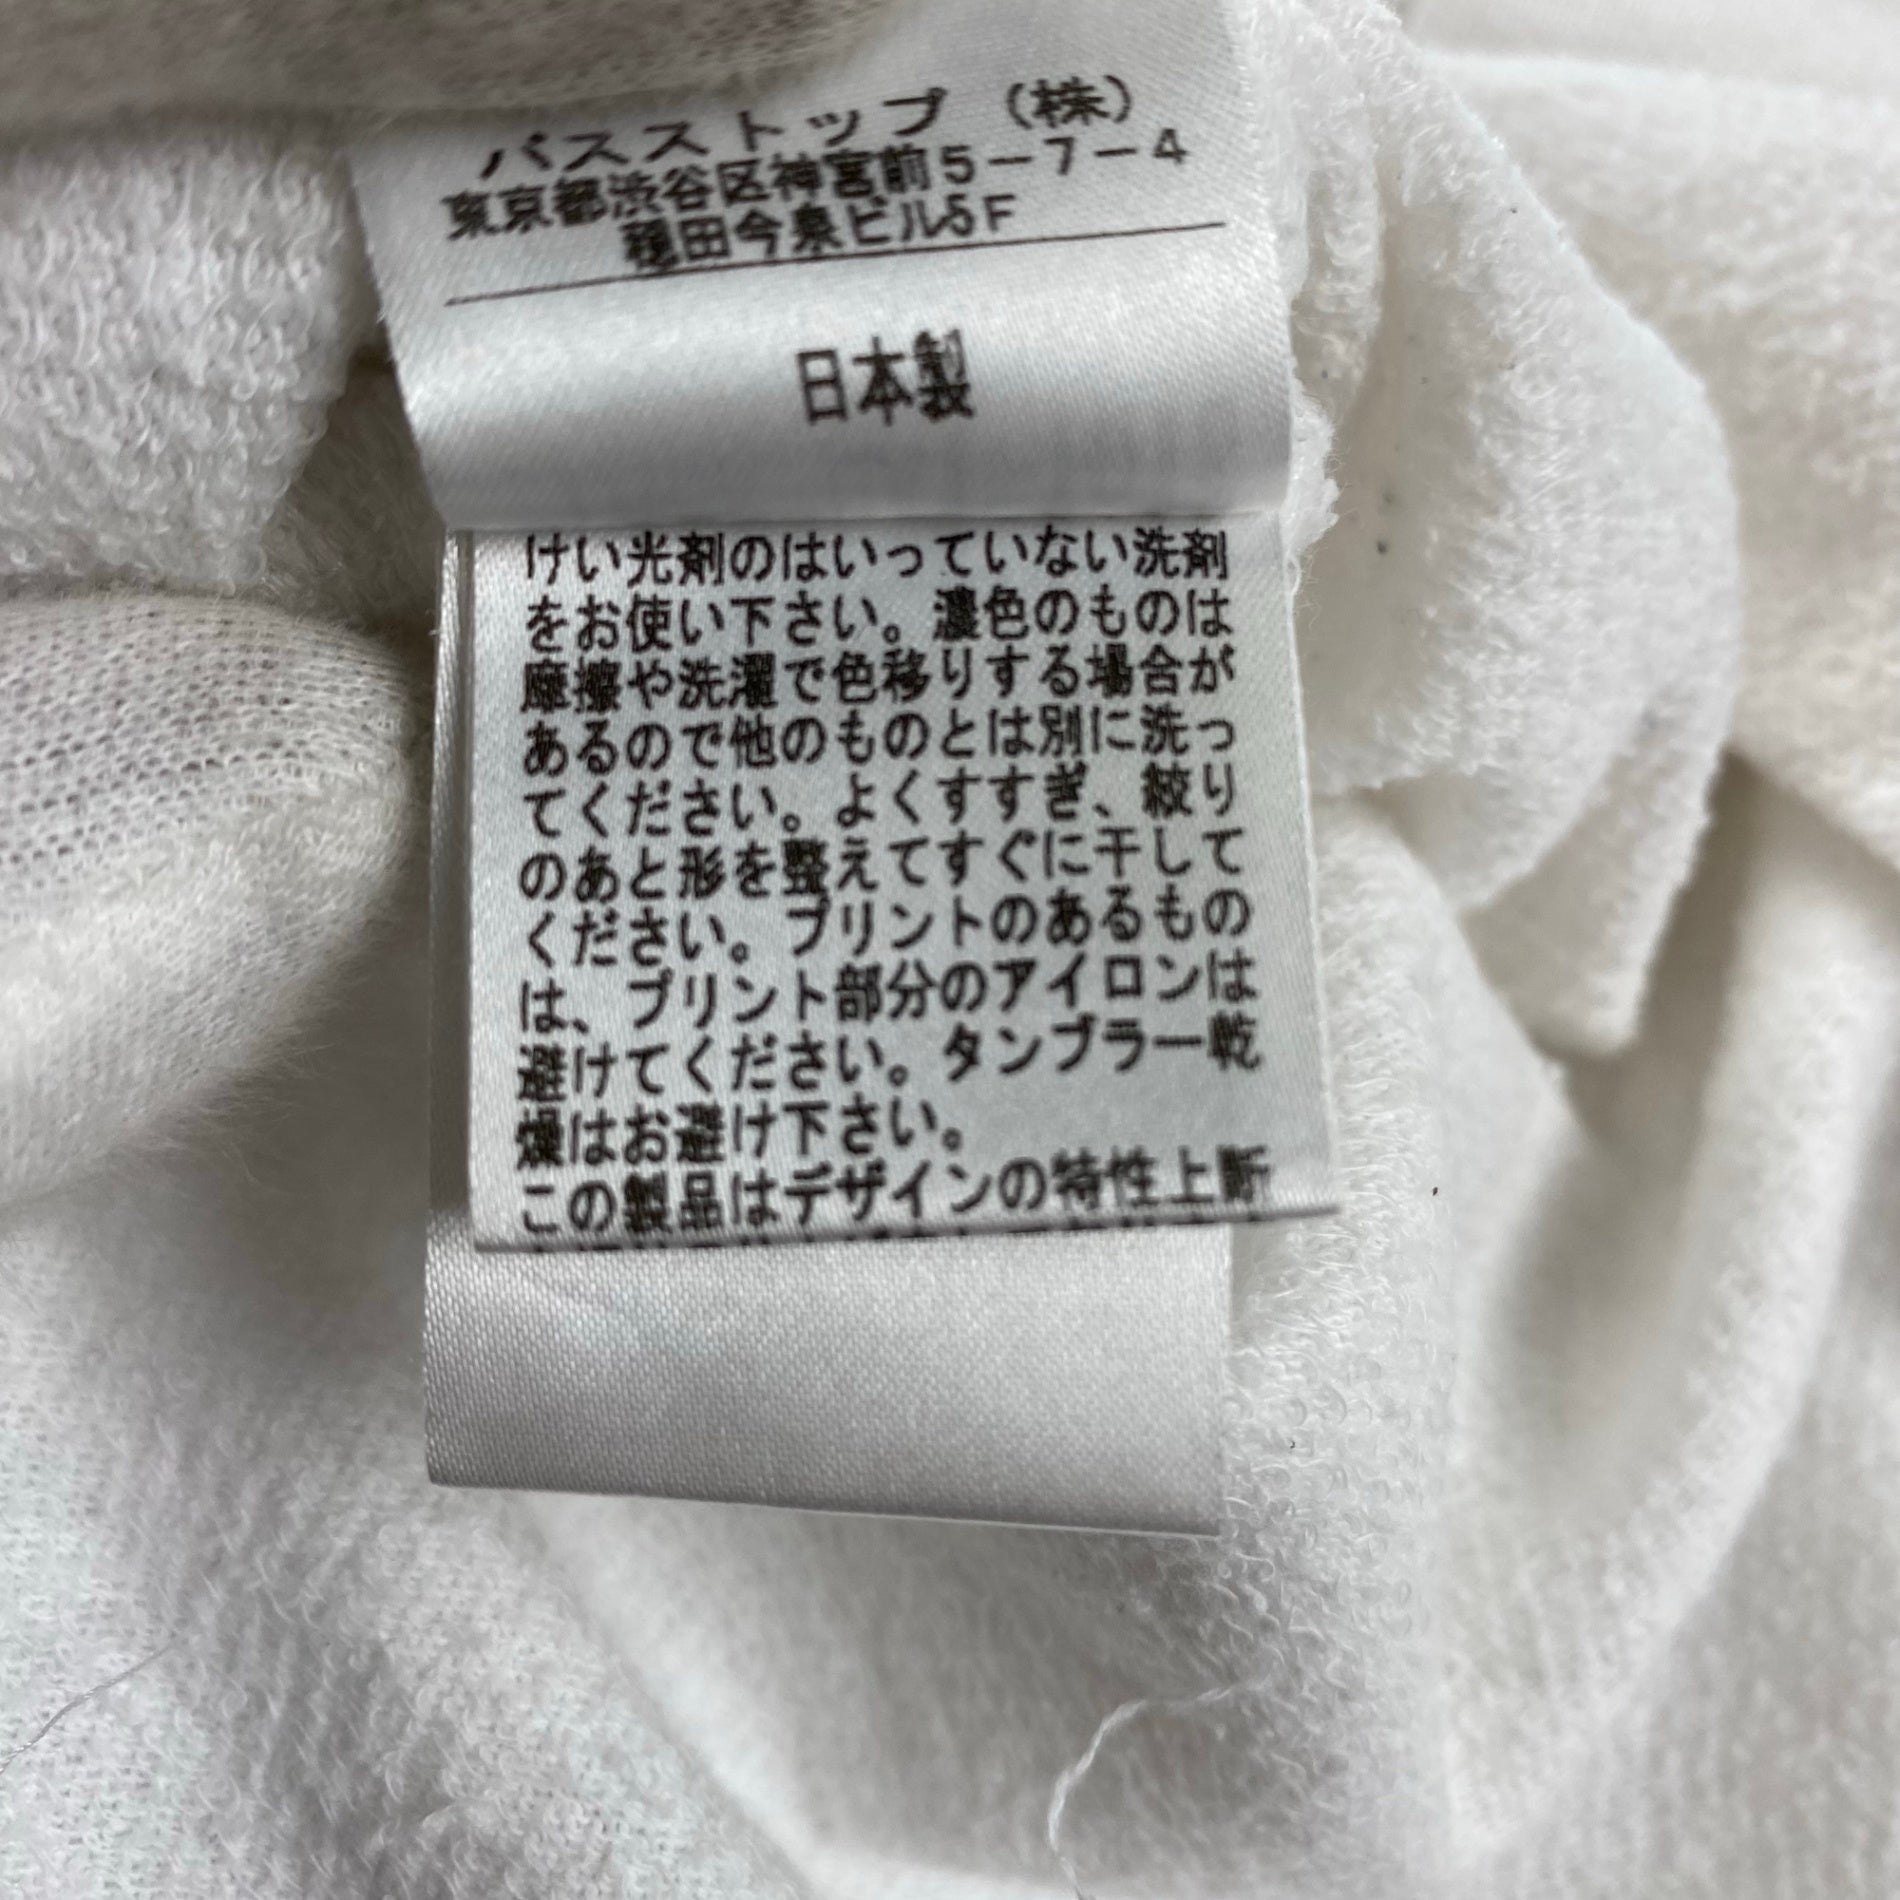 バスストップ (株)
東京都渋谷区神宮前5-7-4
穂田今泉ビル5F
日本製
けい光剤のはいっていない洗剤
をお使い下さい。濃色のものは
摩擦や洗濯で色移りする場合が
あるので他のものとは別に洗っ
てください。よくすすぎ、絞り
のあと形を整えてすぐに干して
ください。プリントのあるもの
は、プリント部分のアイロンは
避けてください。タンブラー乾
燥はお避け下さい。
この製品はデザインの特性上断